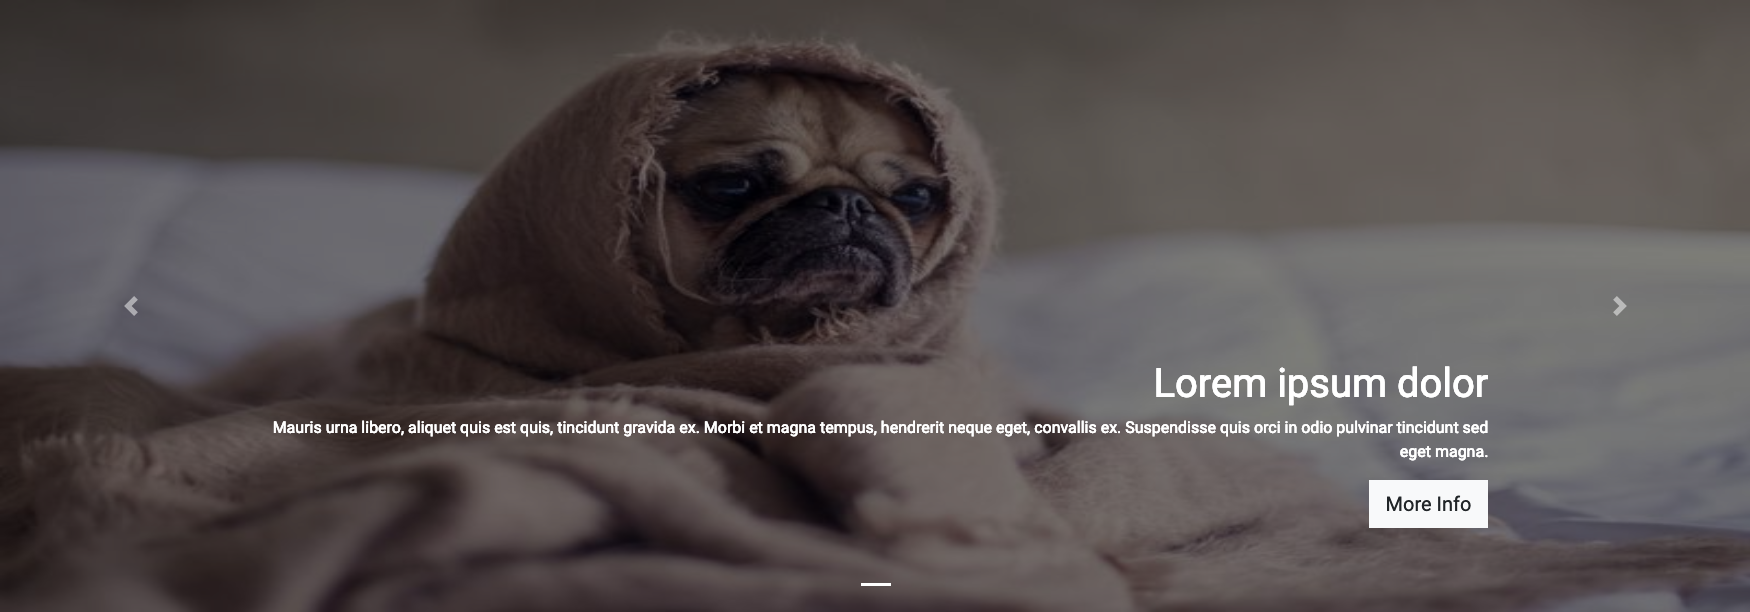 Lorem ipsum dolor
Mauris urna libero, aliquet quis est quis, tincidunt gravida ex. Morbi et magna tempus, hendrerit neque eget, convallis ex. Suspendisse quis orci in odio pulvinar tincidunt sed
eget magna.
More Info